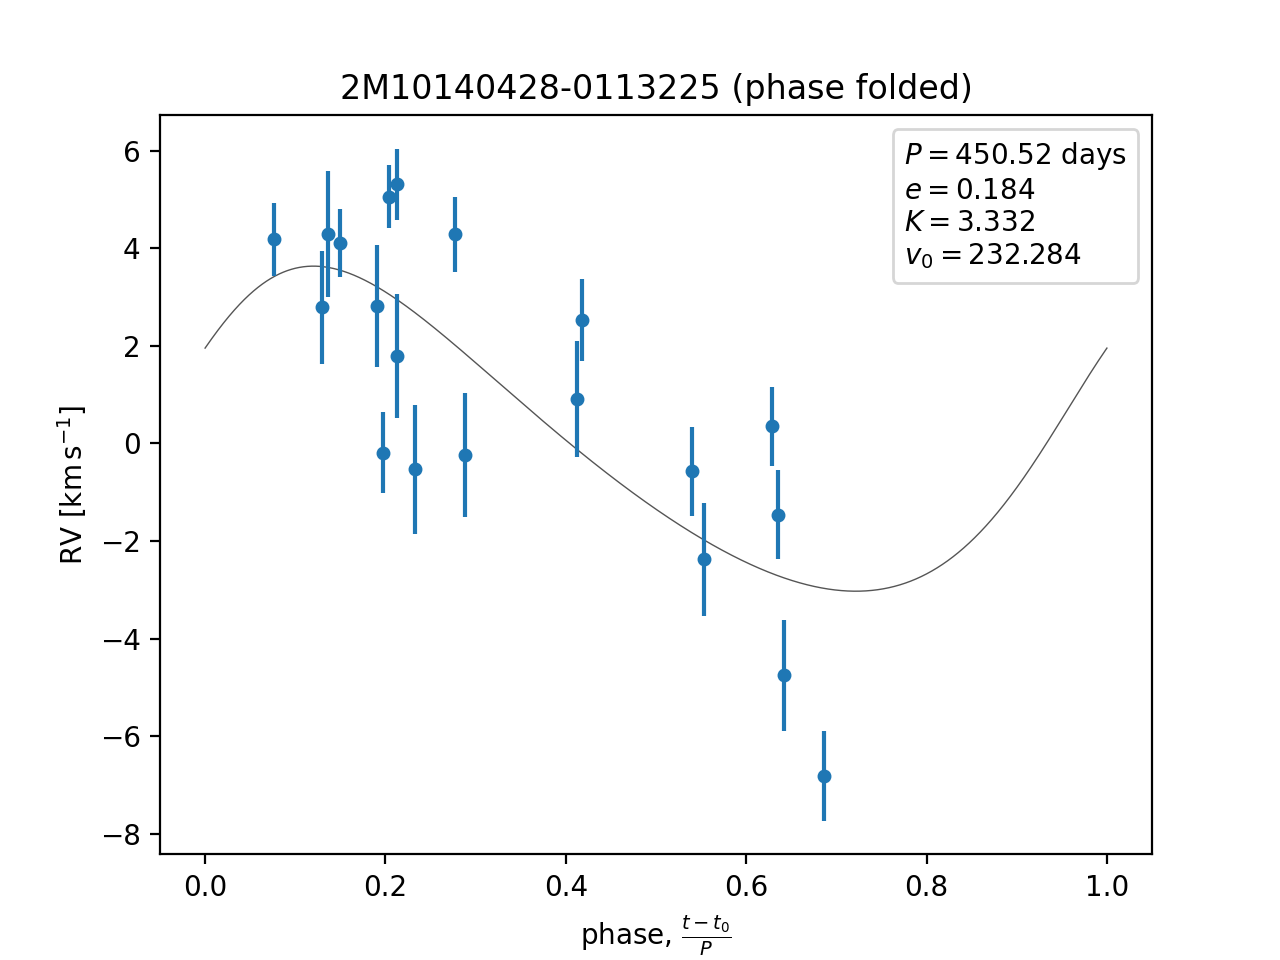 2M10140428-0113225 (phase folded)
P = 450.52 days
e = 0.184
K = 3.332
v₀ = 232.284
RV [km s⁻¹]
6
4
2
0
−2
−4
−6
−8
0.0 0.2 0.4 0.6 0.8 1.0
phase, (t − t₀)/P